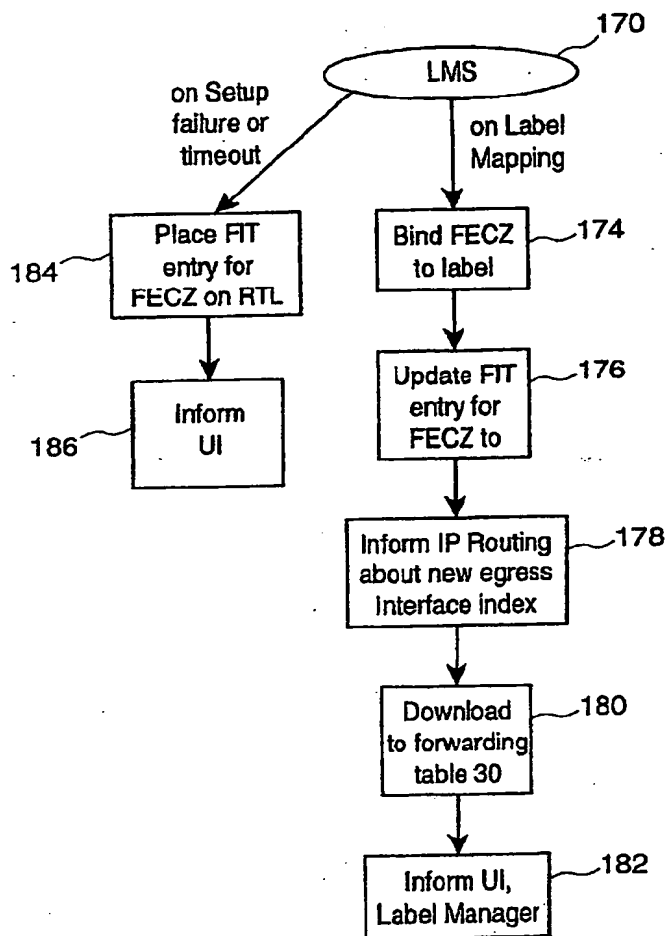 170
LMS
on Setup
failure or
timeout
on Label
Mapping
184
Place FIT
entry for
FECZ on RTL
Bind FECZ
to label
174
186
Inform
UI
Update FIT
entry for
FECZ to
176
Inform IP Routing
about new egress
Interface index
178
Download
to forwarding
table 30
180
Inform UI,
Label Manager
182